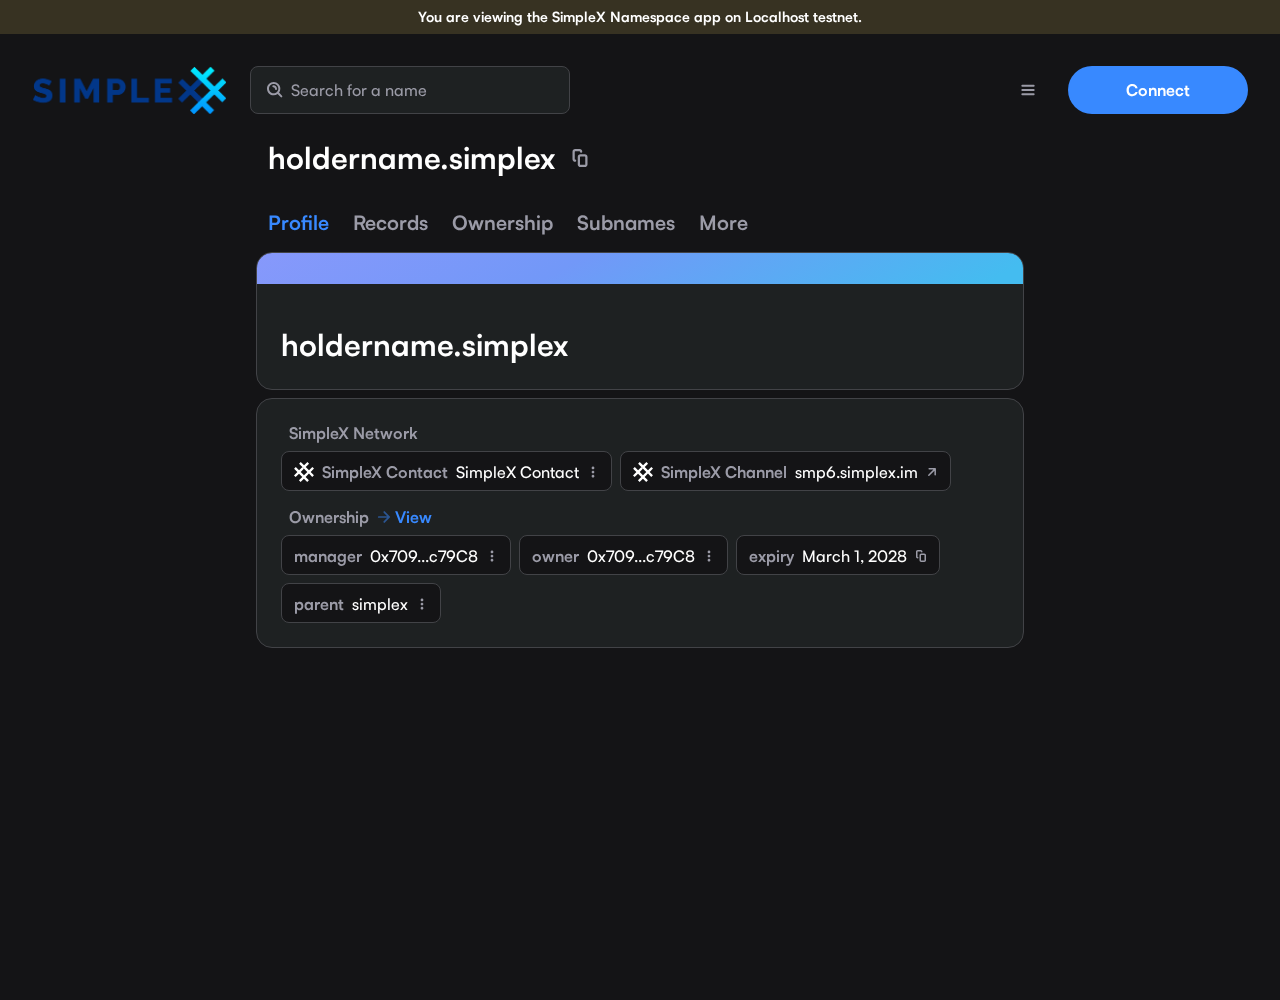 You are viewing the SimpleX Namespace app on Localhost testnet.
SIMPLEX
Search for a name
Connect
holdername.simplex
Profile Records Ownership Subnames More
holdername.simplex
SimpleX Network
SimpleX Contact SimpleX Contact
SimpleX Channel smp6.simplex.im
Ownership View
manager 0x709...c79C8
owner 0x709...c79C8
expiry March 1, 2028
parent simplex